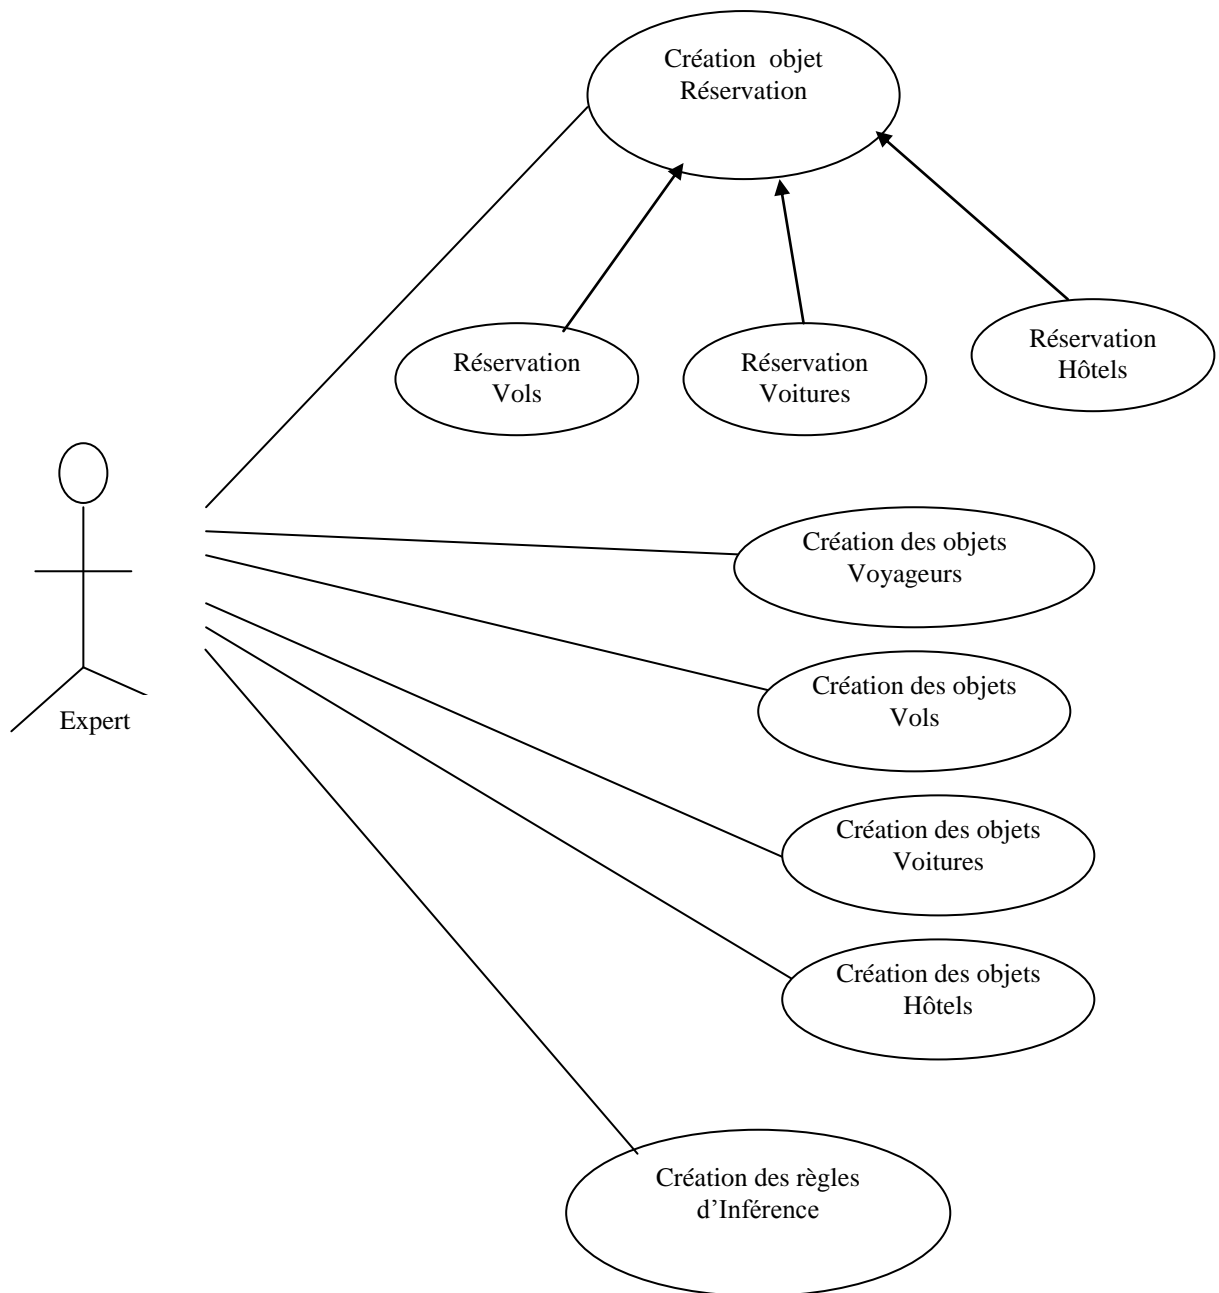 Création objet
Réservation
Réservation
Vols
Réservation
Voitures
Réservation
Hôtels
Création des objets
Voyageurs
Création des objets
Vols
Expert
Création des objets
Voitures
Création des objets
Hôtels
Création des règles
d’Inférence